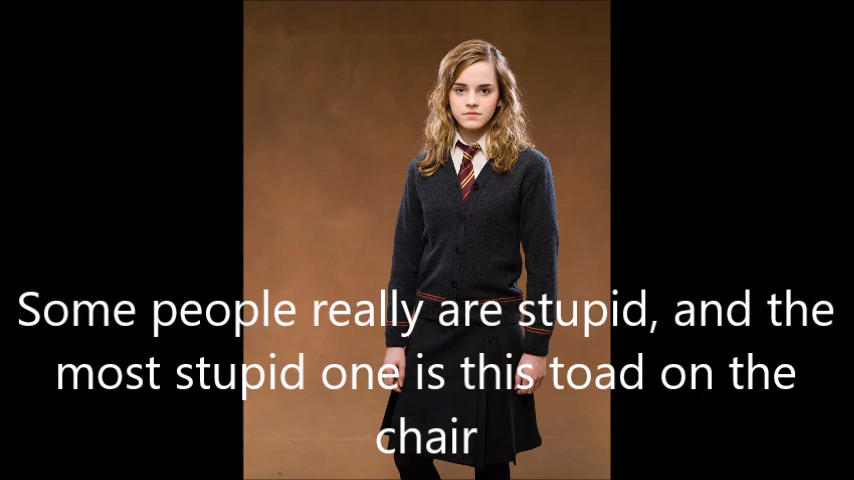 Some people really are stupid, and the
most stupid one is this toad on the
chair